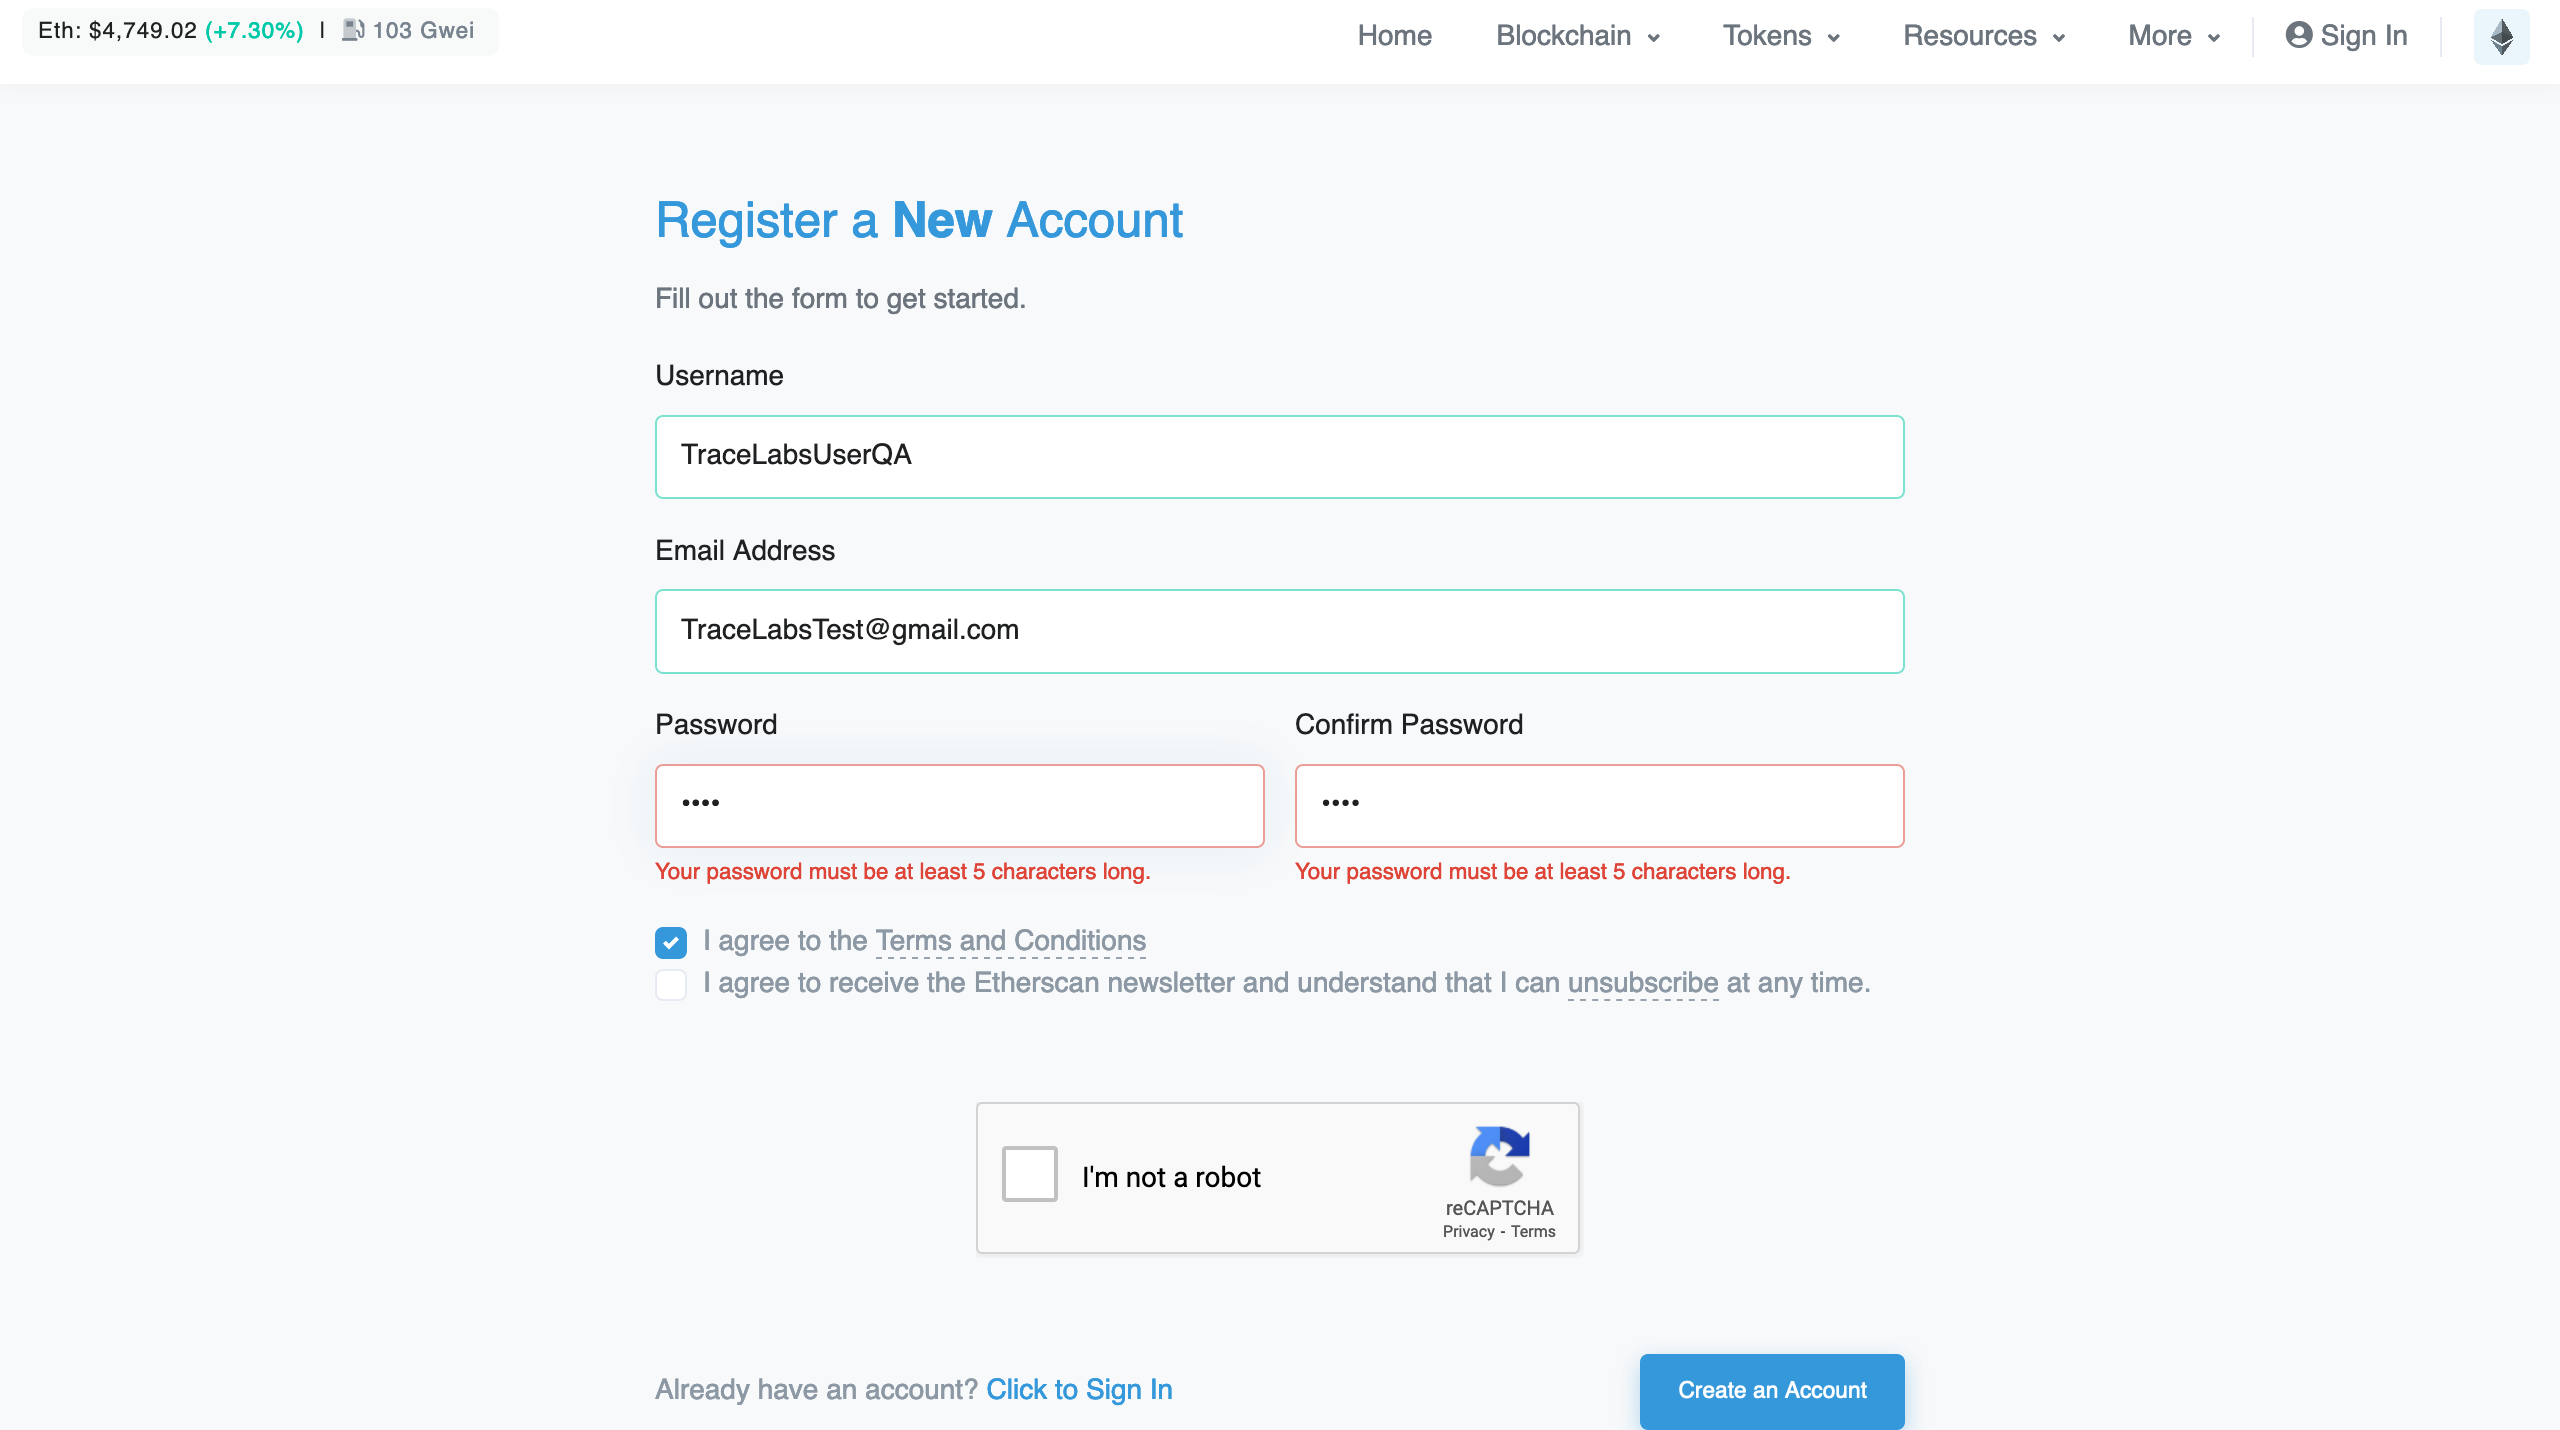 Eth: $4,749.02 (+7.30%) | 103 Gwei
Home Blockchain Tokens Resources More Sign In
Register a New Account
Fill out the form to get started.
Username
TraceLabsUserQA
Email Address
TraceLabsTest@gmail.com
Password Confirm Password
•••• ••••
Your password must be at least 5 characters long. Your password must be at least 5 characters long.
I agree to the Terms and Conditions
I agree to receive the Etherscan newsletter and understand that I can unsubscribe at any time.
I'm not a robot
reCAPTCHA
Privacy - Terms
Already have an account? Click to Sign In
Create an Account